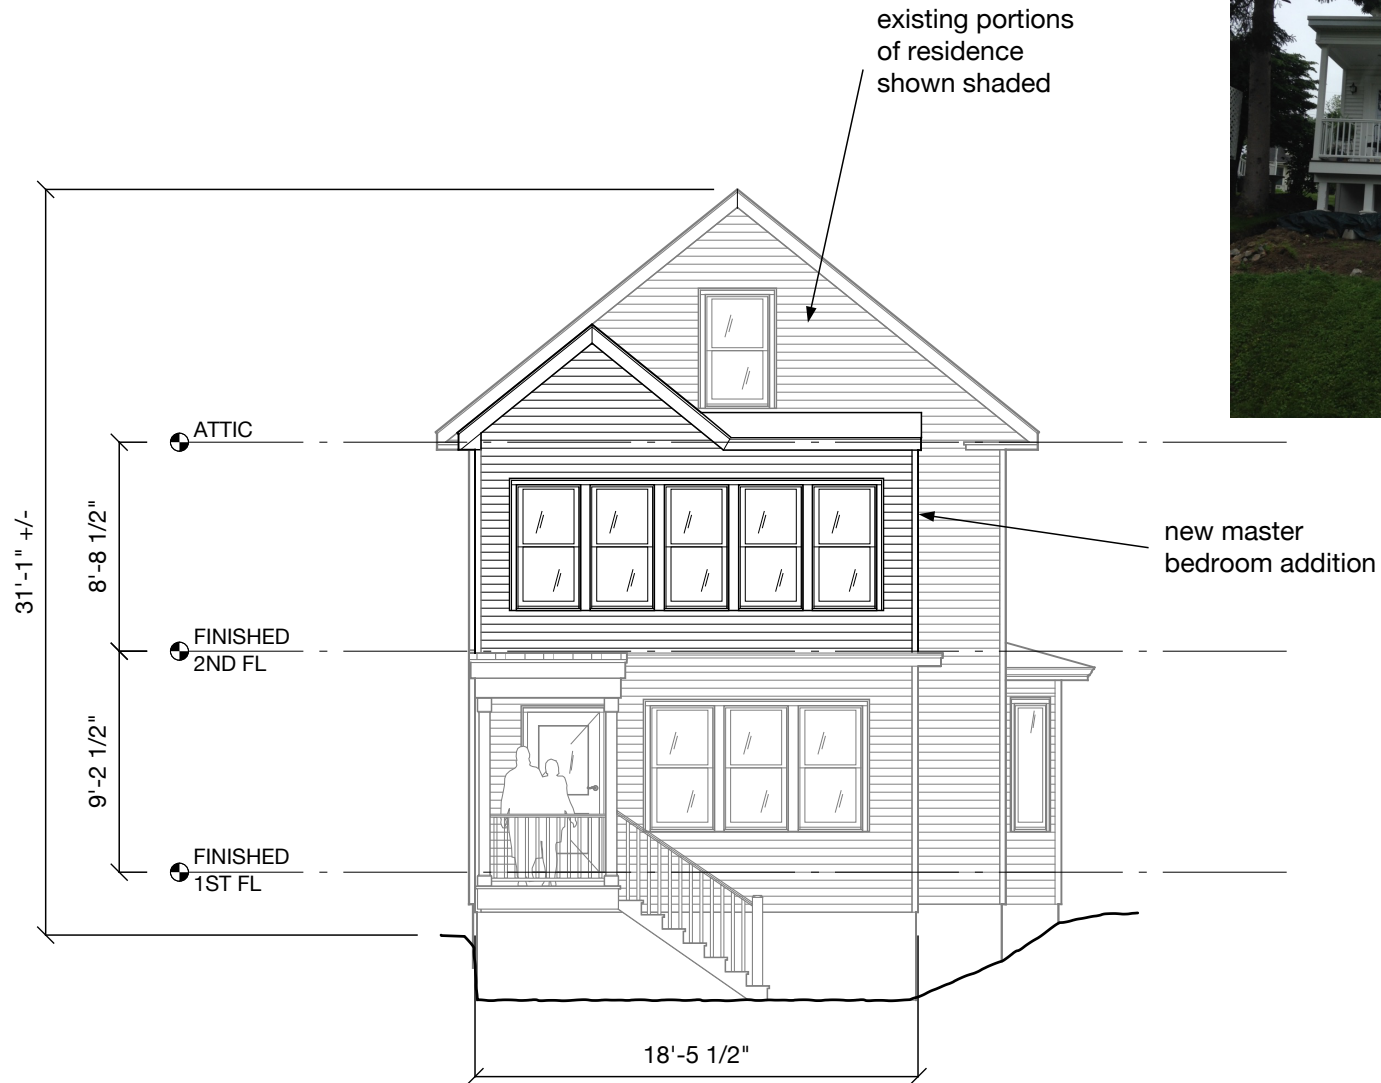 existing portions
of residence
shown shaded
ATTIC
31'-1" +/-
8'-8 1/2"
new master
bedroom addition
FINISHED
2ND FL
9'-2 1/2"
FINISHED
1ST FL
18'-5 1/2"